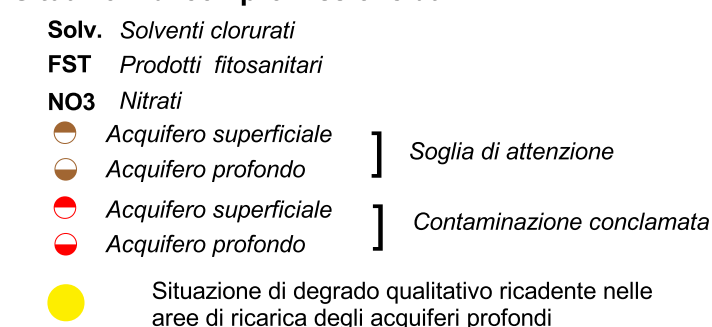 Solv. Solventi clorurati
FST Prodotti fitosanitari
NO3 Nitrati
Acquifero superficiale
Acquifero profondo
] Soglia di attenzione
Acquifero superficiale
Acquifero profondo
] Contaminazione conclamata
Situazione di degrado qualitativo ricadente nelle
aree di ricarica degli acquiferi profondi